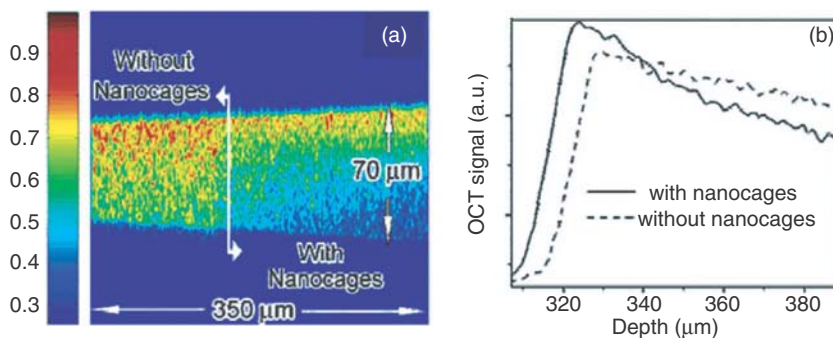 0.9
0.8
0.7
0.6
0.5
0.4
0.3
(a)
Without
Nanocages
70 μm
With
Nanocages
350 μm
(b)
OCT signal (a.u.)
with nanocages
without nanocages
320 340 360 380
Depth (μm)